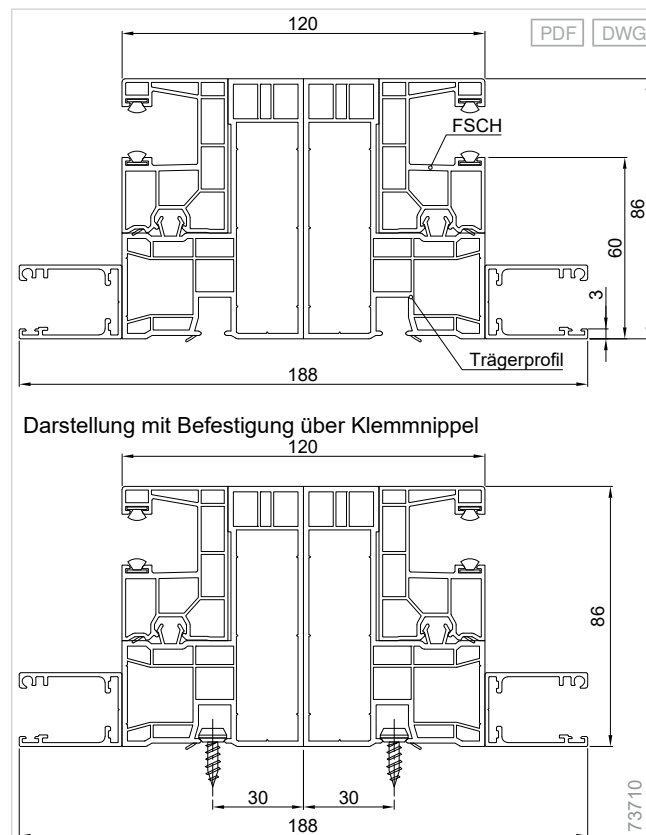 120
PDF DWG
FSCH
86
60
3
Trägerprofil
188
Darstellung mit Befestigung über Klemmnippel
120
86
30 30
188
73710